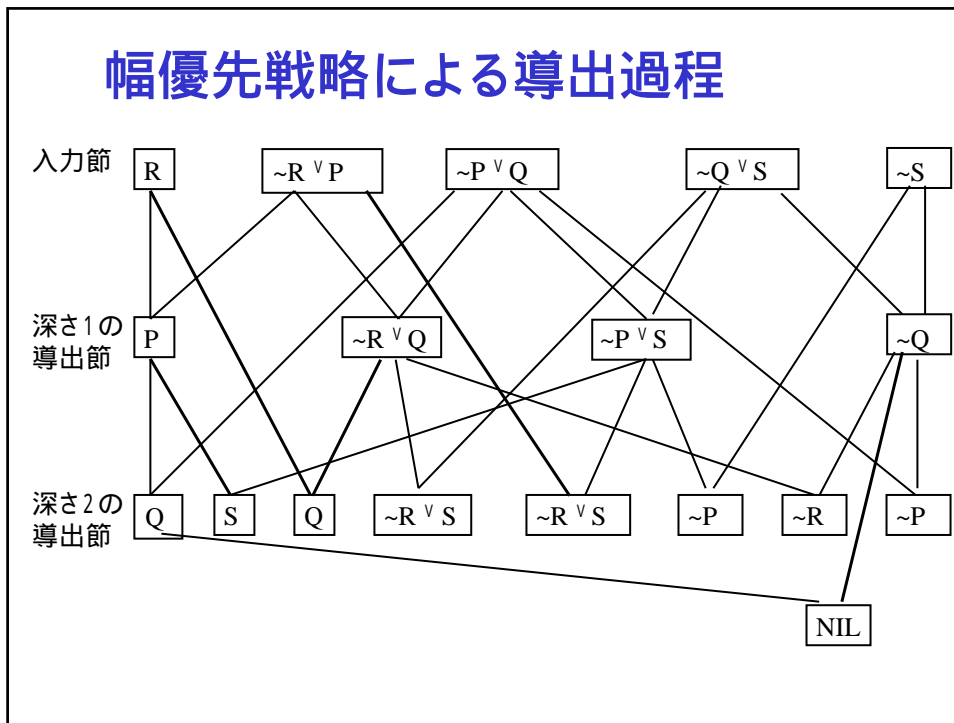 幅優先戦略による導出過程
入力節 R ~R ∨ P ~P ∨ Q ~Q ∨ S ~S
深さ1の
導出節 P ~R ∨ Q ~P ∨ S ~Q
深さ2の
導出節 Q S Q ~R ∨ S ~R ∨ S ~P ~R ~P
NIL